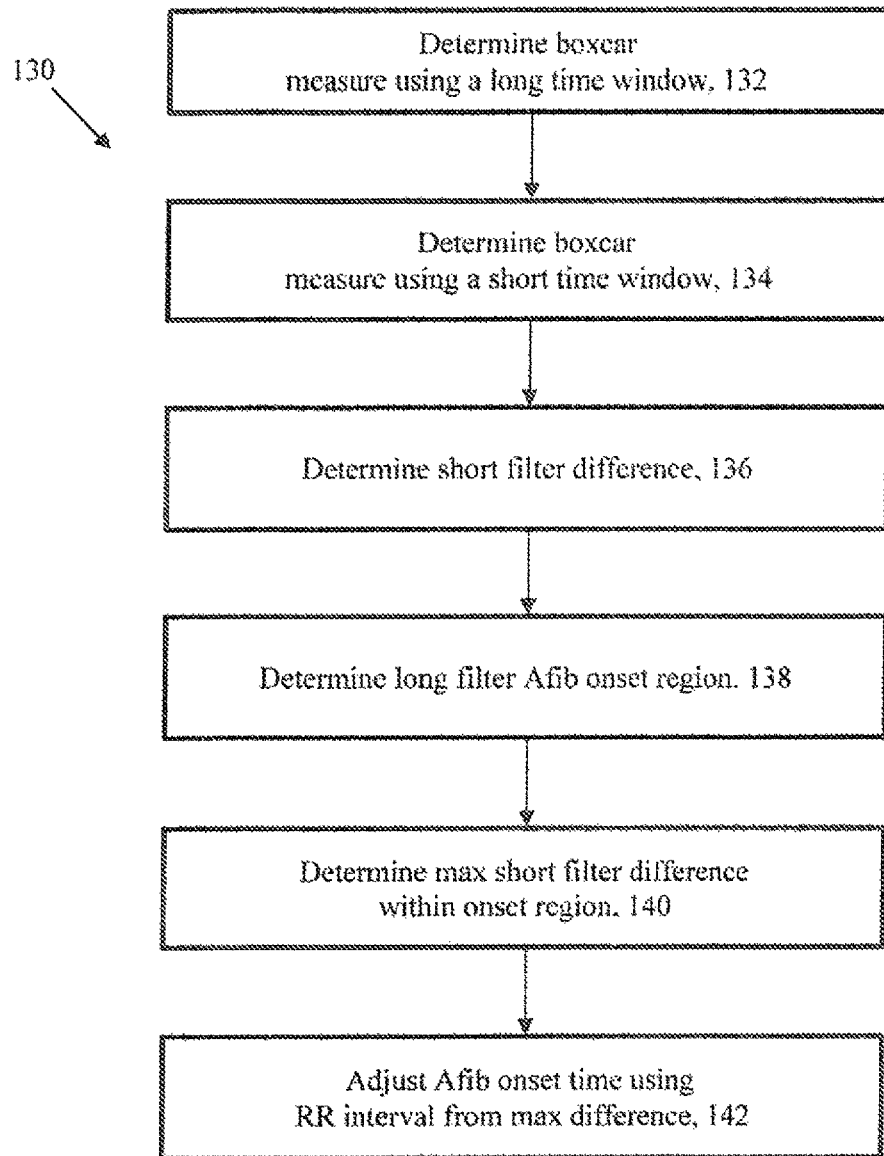 130
Determine boxcar
measure using a long time window, 132
Determine boxcar
measure using a short time window, 134
Determine short filter difference, 136
Determine long filter Afib onset region. 138
Determine max short filter difference
within onset region. 140
Adjust Afib onset time using
RR interval from max difference, 142